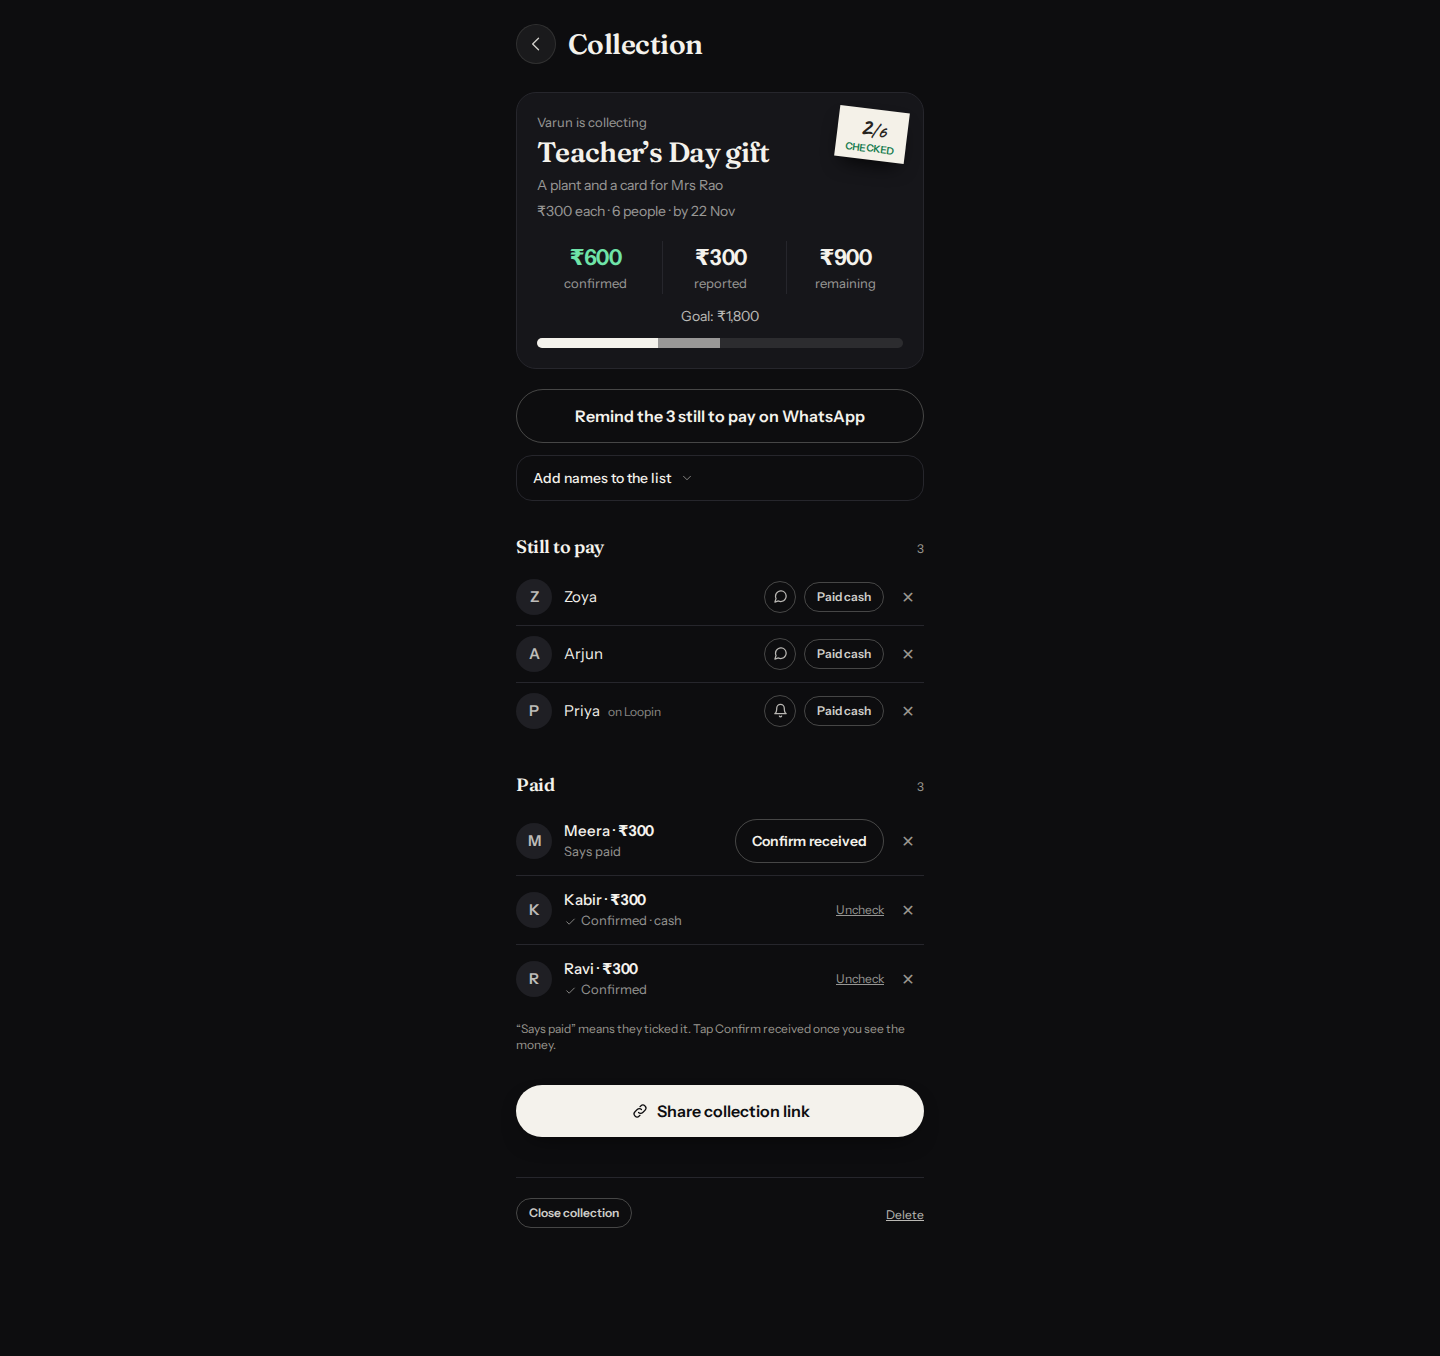 Collection
Varun is collecting
2/6
CHECKED
Teacher’s Day gift
A plant and a card for Mrs Rao
₹300 each · 6 people · by 22 Nov
₹600 ₹300 ₹900
confirmed reported remaining
Goal: ₹1,800
Remind the 3 still to pay on WhatsApp
Add names to the list
Still to pay 3
Z Zoya Paid cash ✕
A Arjun Paid cash ✕
P Priya on Loopin Paid cash ✕
Paid 3
M Meera · ₹300 Confirm received ✕
Says paid
K Kabir · ₹300 Uncheck ✕
✓ Confirmed · cash
R Ravi · ₹300 Uncheck ✕
✓ Confirmed
“Says paid” means they ticked it. Tap Confirm received once you see the
money.
Share collection link
Close collection Delete